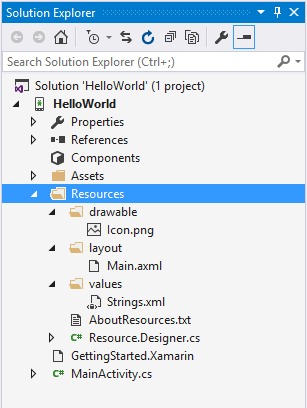 Solution Explorer
Search Solution Explorer (Ctrl+;)
Solution 'HelloWorld' (1 project)
HelloWorld
Properties
References
Components
Assets
Resources
drawable
Icon.png
layout
Main.axml
values
Strings.xml
AboutResources.txt
C# Resource.Designer.cs
GettingStarted.Xamarin
C# MainActivity.cs